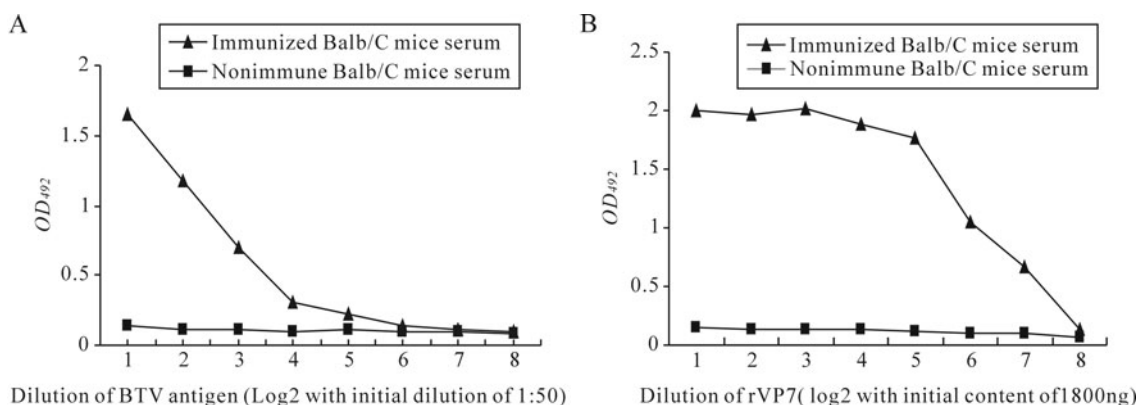 A
Immunized Balb/C mice serum
Nonimmune Balb/C mice serum
2
1.5
1
0.5
0
OD492
1 2 3 4 5 6 7 8
Dilution of BTV antigen (Log2 with initial dilution of 1:50)
B
Immunized Balb/C mice serum
Nonimmune Balb/C mice serum
2.5
2
1.5
1
0.5
0
OD492
1 2 3 4 5 6 7 8
Dilution of rVP7( log2 with initial content of1800ng)